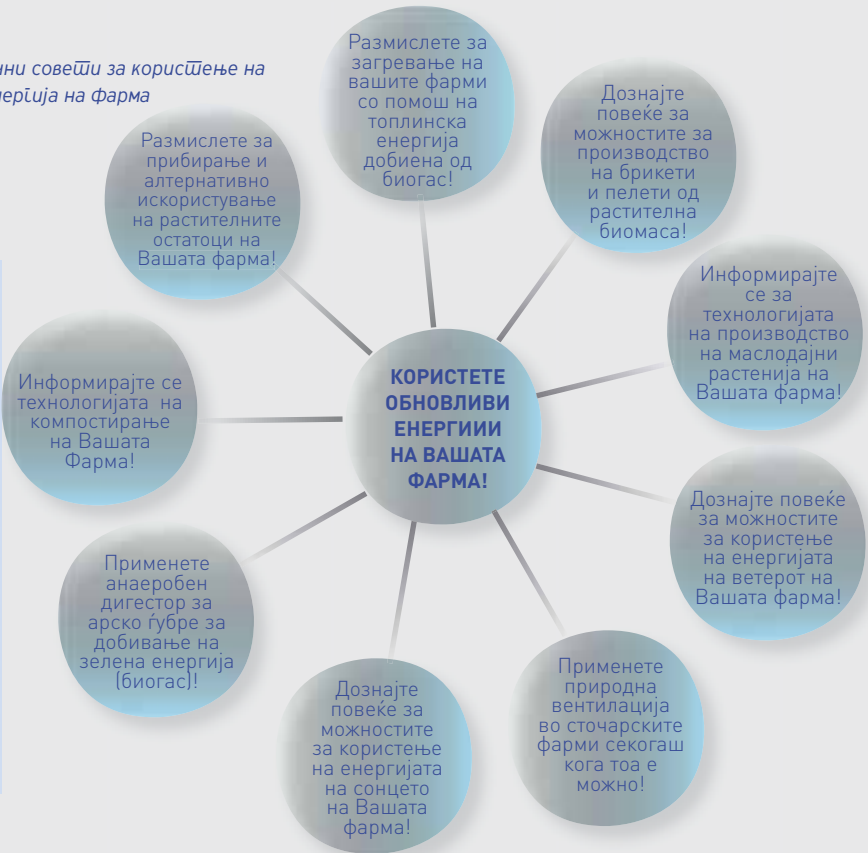 совети за користење на
на фарма
Размислете за
загревање на
вашите фарми
со помош на
топлинска
енергија
добиена од
биогас!
Дознајте
повеќе за
можностите за
производство
на брикети
и пелети од
растителна
биомаса!
Информирајте
се за
технологијата
на производство
на маслодајни
растенија на
Вашата фарма!
Дознајте повеќе
за можностите
за користење
на енергијата
на ветерот на
Вашата фарма!
Применете
природна
вентилација
во сточарските
фарми секогаш
кога тоа е
можно!
Дознајте
повеќе за
можностите
за користење
на енергијата
на сонцето
на Вашата
фарма!
Применете
анаеробен
дигестор за
арско ѓубре за
добивање на
зелена енергија
(биогас)!
Информирајте се
технологијата на
компостирање
на Вашата
Фарма!
Размислете за
прибирање и
алтернативно
искористување
на растителните
остатоци на
Вашата фарма!
КОРИСТЕТЕ
ОБНОВЛИВИ
ЕНЕРГИИИ
НА ВАШАТА
ФАРМА!